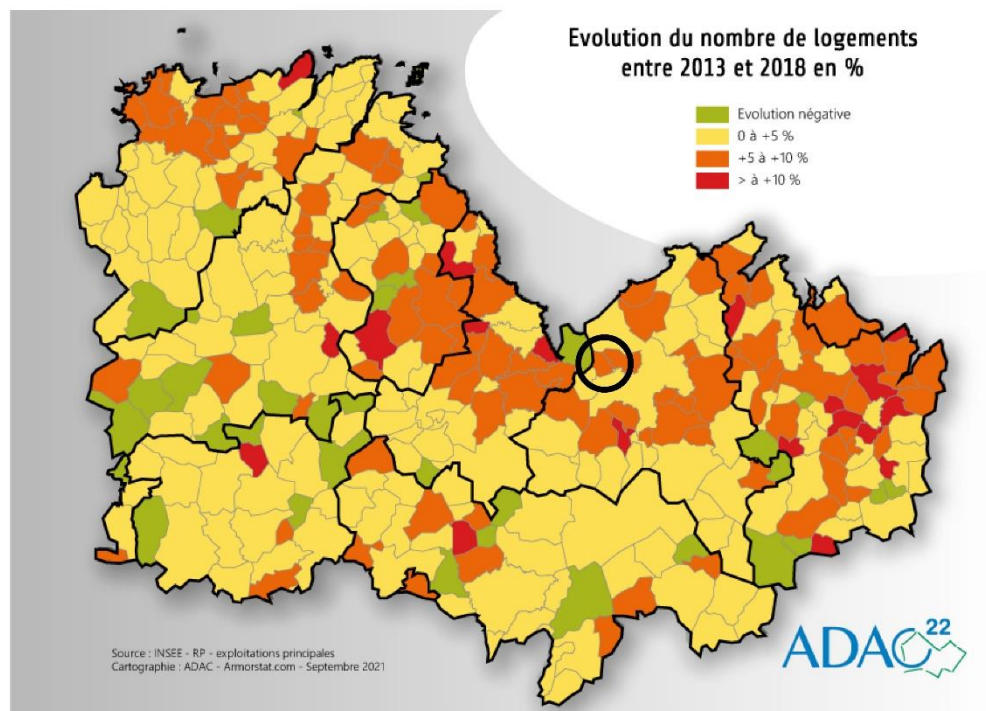 Evolution du nombre de logements
entre 2013 et 2018 en %
Evolution négative
0 à +5 %
+5 à +10 %
> à +10 %
Source : INSEE - RP - exploitations principales
Cartographie : ADAC - Armorstat.com - Septembre 2021
ADAC 22